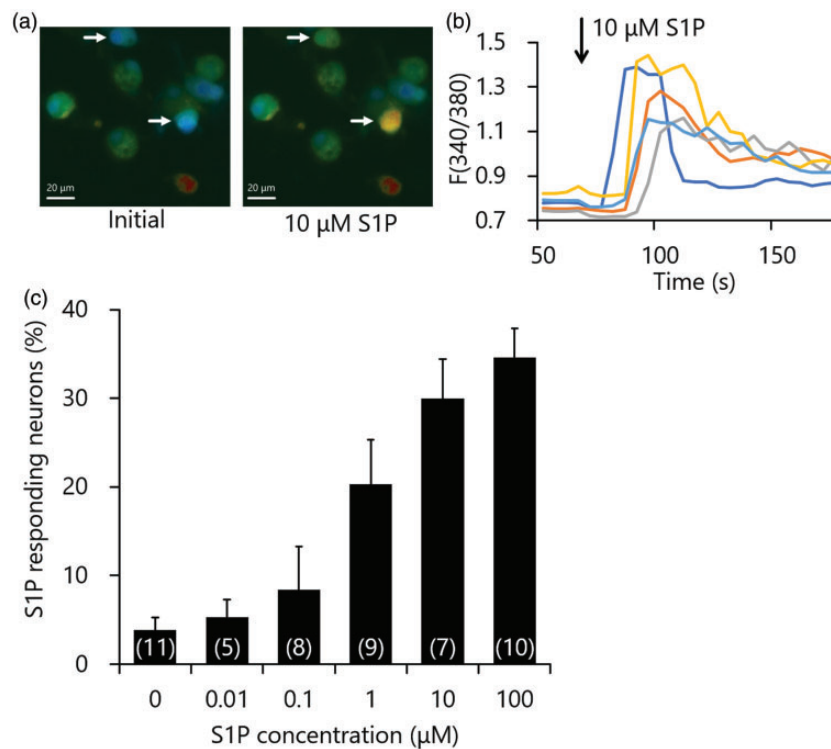 (a)
20 µm
20 µm
Initial
10 µM S1P
(b)
10 µM S1P
1.5
1.3
1.1
0.9
0.7
F(340/380)
50
100
150
Time (s)
(c)
40
30
20
10
0
S1P responding neurons (%)
(11)
(5)
(8)
(9)
(7)
(10)
0
0.01
0.1
1
10
100
S1P concentration (µM)